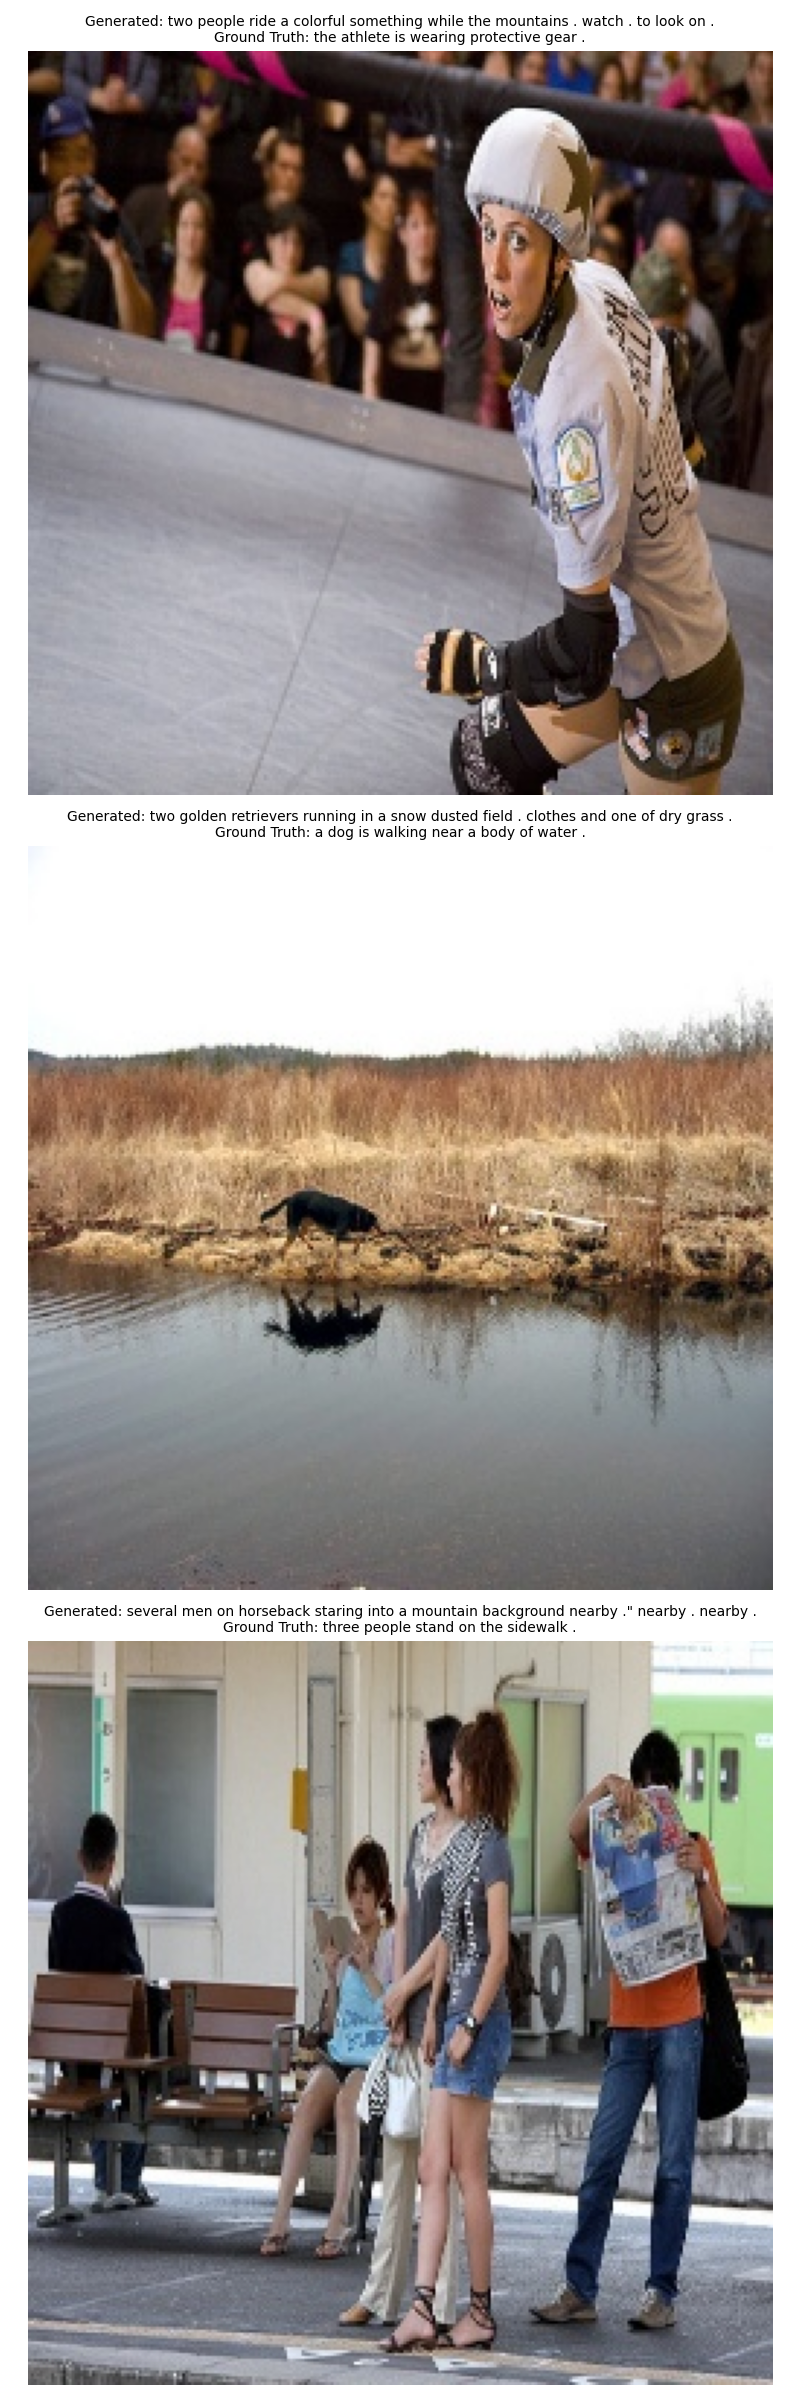 Generated: two people ride a colorful something while the mountains . watch . to look on .
Ground Truth: the athlete is wearing protective gear .
Generated: two golden retrievers running in a snow dusted field . clothes and one of dry grass .
Ground Truth: a dog is walking near a body of water .
Generated: several men on horseback staring into a mountain background nearby ." nearby . nearby .
Ground Truth: three people stand on the sidewalk .